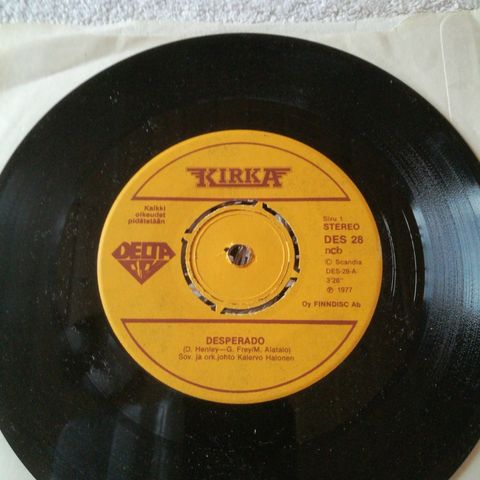 KIRKA
Kaikki
oikeudet
pidätetään
DELTA
Sivu 1
STEREO
DES 28
ncb
© Scandia
DES-28-A
3'26"
℗ 1977
Oy FINNDISC Ab
DESPERADO
(D. Henley—G. Frey/M. Alatalo)
Sov. ja ork.johto Kalervo Halonen